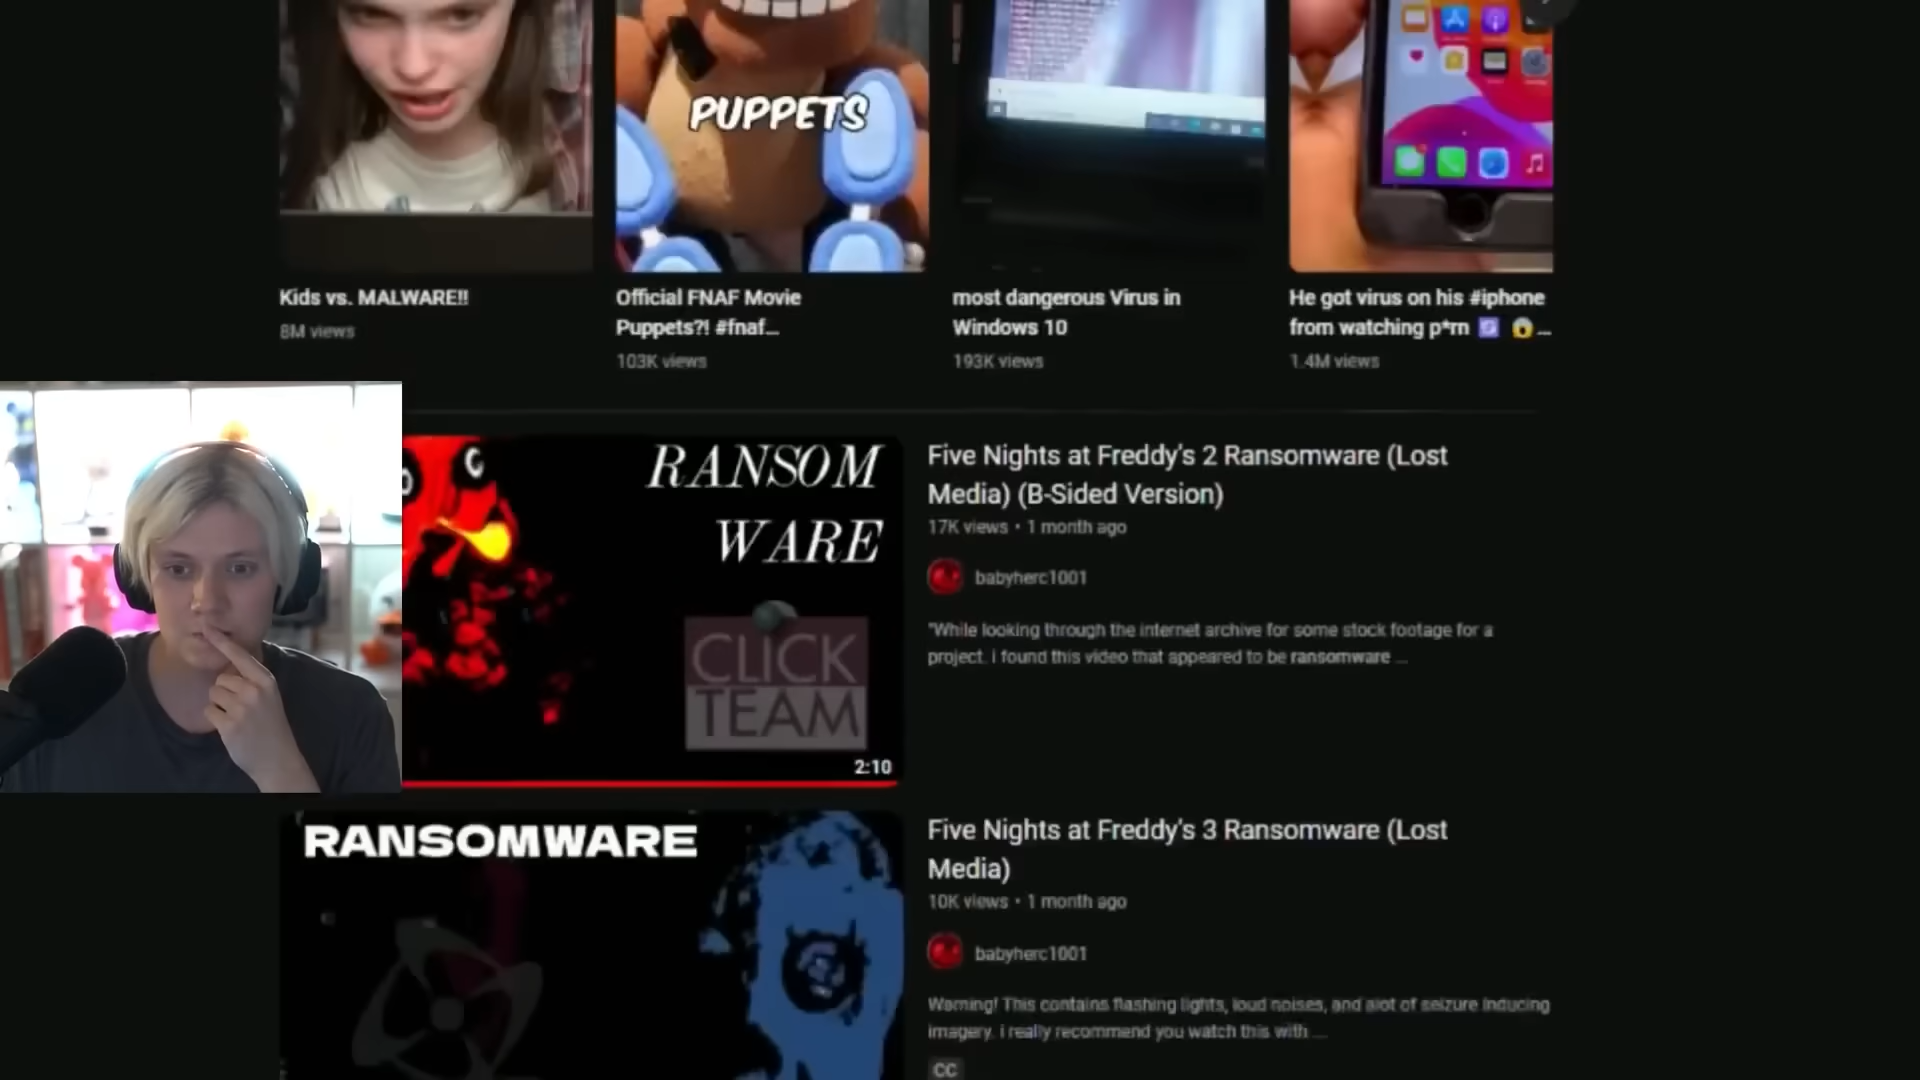 PUPPETS
Kids vs. MALWARE!!
8M views
Official FNAF Movie
Puppets?! #fnaf...
103K views
most dangerous Virus in
Windows 10
193K views
He got virus on his #iphone
from watching p*rn 🔄 😱 ...
1.4M views
RANSOM
WARE
CLICK
TEAM
2:10
Five Nights at Freddy's 2 Ransomware (Lost
Media) (B-Sided Version)
17K views • 1 month ago
babyherc1001
"While looking through the internet archive for some stock footage for a
project. i found this video that appeared to be ransomware ...
RANSOMWARE
Five Nights at Freddy's 3 Ransomware (Lost
Media)
10K views • 1 month ago
babyherc1001
Warning! This contains flashing lights, loud noises, and alot of seizure inducing
imagery. i really recommend you watch this with ...
CC